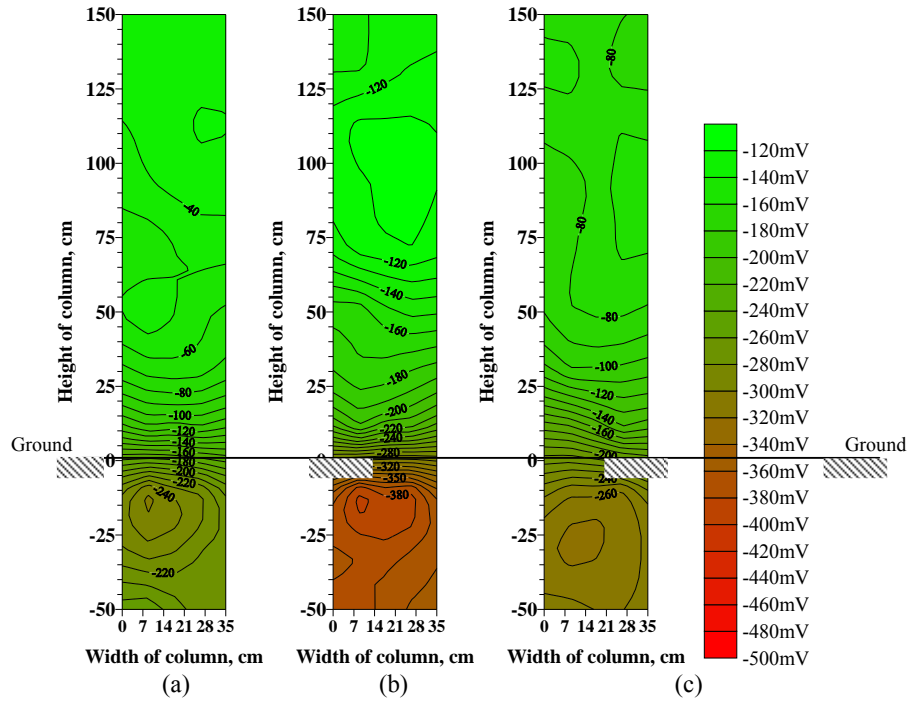 150
125
100
75
50
25
0
-25
-50
Height of column, cm
-40
-60
-80
-100
-120
-140
-160
-180
-200
-220
-240
-220
0 7 14 21 28 35
Width of column, cm
(a)
150
125
100
75
50
25
0
-25
-50
Height of column, cm
-120
-120
-140
-160
-180
-200
-220
-240
-280
-320
-350
-380
0 7 14 21 28 35
Width of column, cm
(b)
150
125
100
75
50
25
0
-25
-50
Height of column, cm
-80
-80
-80
-80
-100
-120
-140
-160
-200
-240
-260
0 7 14 21 28 35
Width of column, cm
(c)
Ground
Ground
-120mV
-140mV
-160mV
-180mV
-200mV
-220mV
-240mV
-260mV
-280mV
-300mV
-320mV
-340mV
-360mV
-380mV
-400mV
-420mV
-440mV
-460mV
-480mV
-500mV